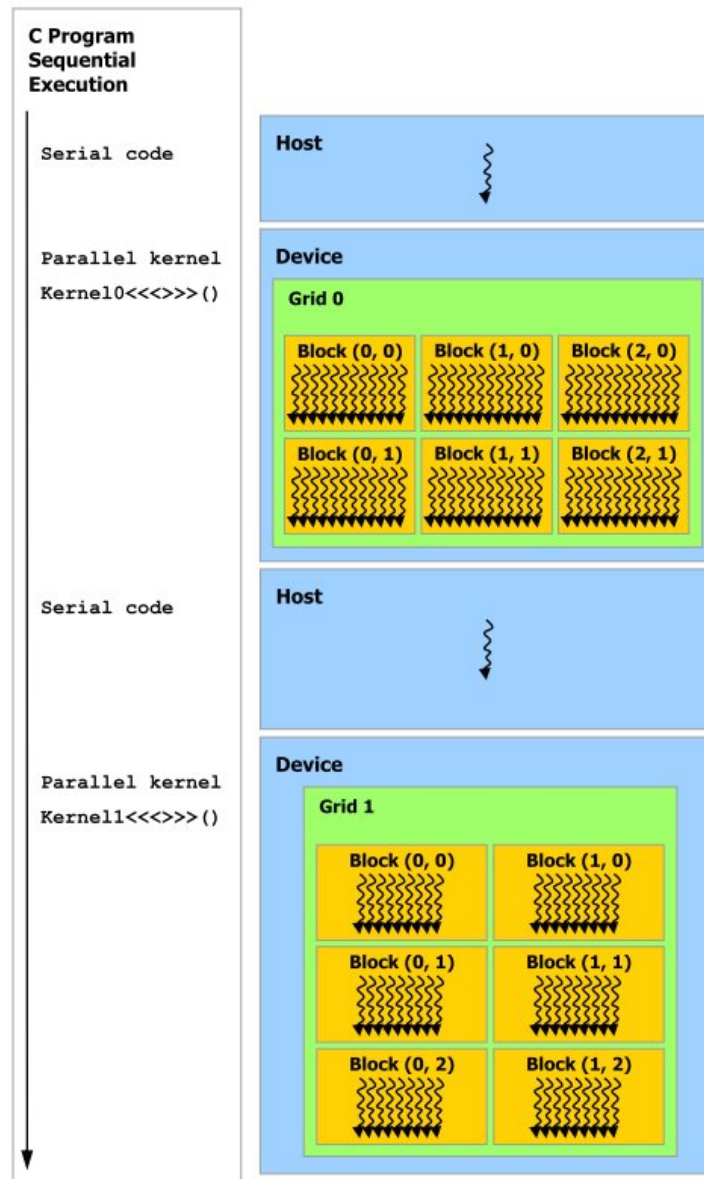 C Program
Sequential
Execution
Serial code
Host
Parallel kernel
Kernel0<<<>>>()
Device
Grid 0
Block (0, 0) Block (1, 0) Block (2, 0)
Block (0, 1) Block (1, 1) Block (2, 1)
Serial code
Host
Parallel kernel
Kernel1<<<>>>()
Device
Grid 1
Block (0, 0) Block (1, 0)
Block (0, 1) Block (1, 1)
Block (0, 2) Block (1, 2)